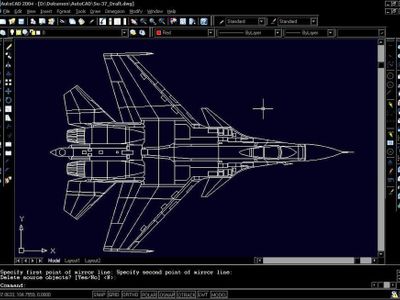 AutoCAD 2004 - [D:\Dokumen\AutoCAD\Su-37_Draft.dwg]
File Edit View Insert Format Tools Draw Dimension Modify Window Help
Standard Standard
0 ByLayer ByLayer
Y
X
Model Layout1 Layout2
Specify first point of mirror line: Specify second point of mirror line:
Delete source objects? [Yes/No] <N>:
Command:
SNAP GRID ORTHO POLAR OSNAP OTRACK LWT MODEL